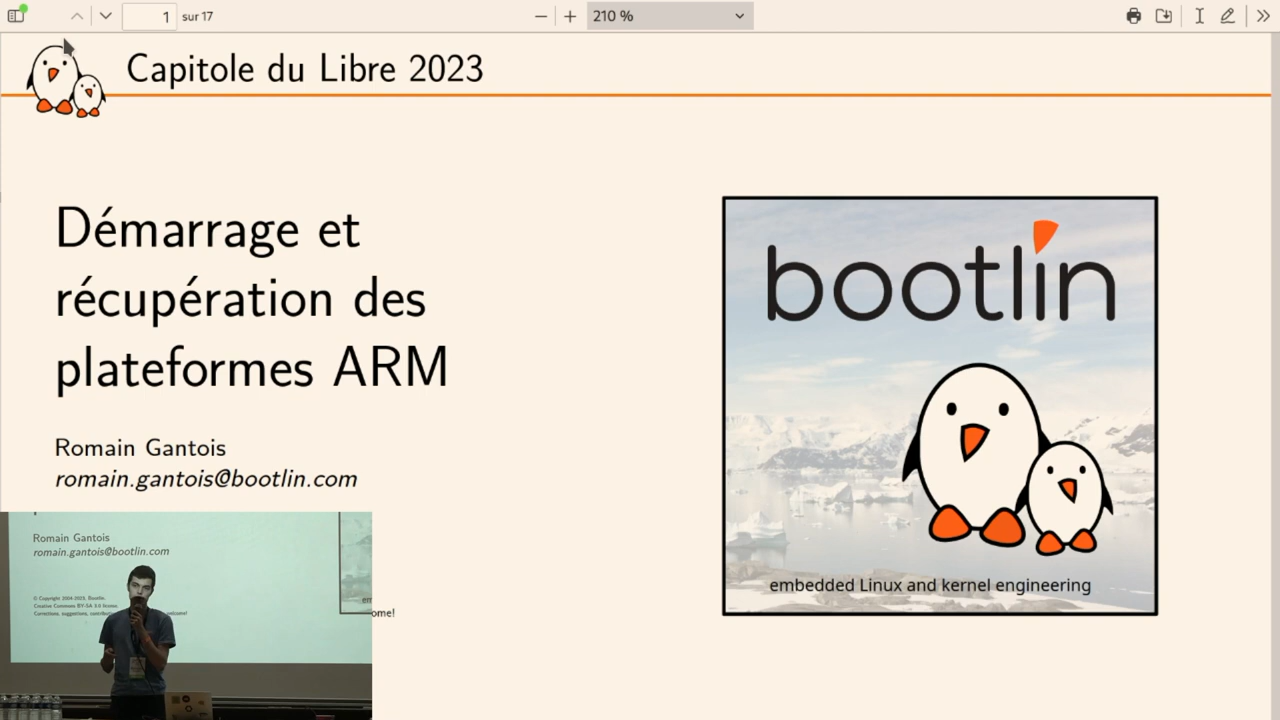 1 sur 17
210 %
Capitole du Libre 2023
Démarrage et
récupération des
plateformes ARM
Romain Gantois
romain.gantois@bootlin.com
bootlin
embedded Linux and kernel engineering
Romain Gantois
romain.gantois@bootlin.com
© Copyright 2004-2023, Bootlin.
Creative Commons BY-SA 3.0 license.
Corrections, suggestions,
ome!